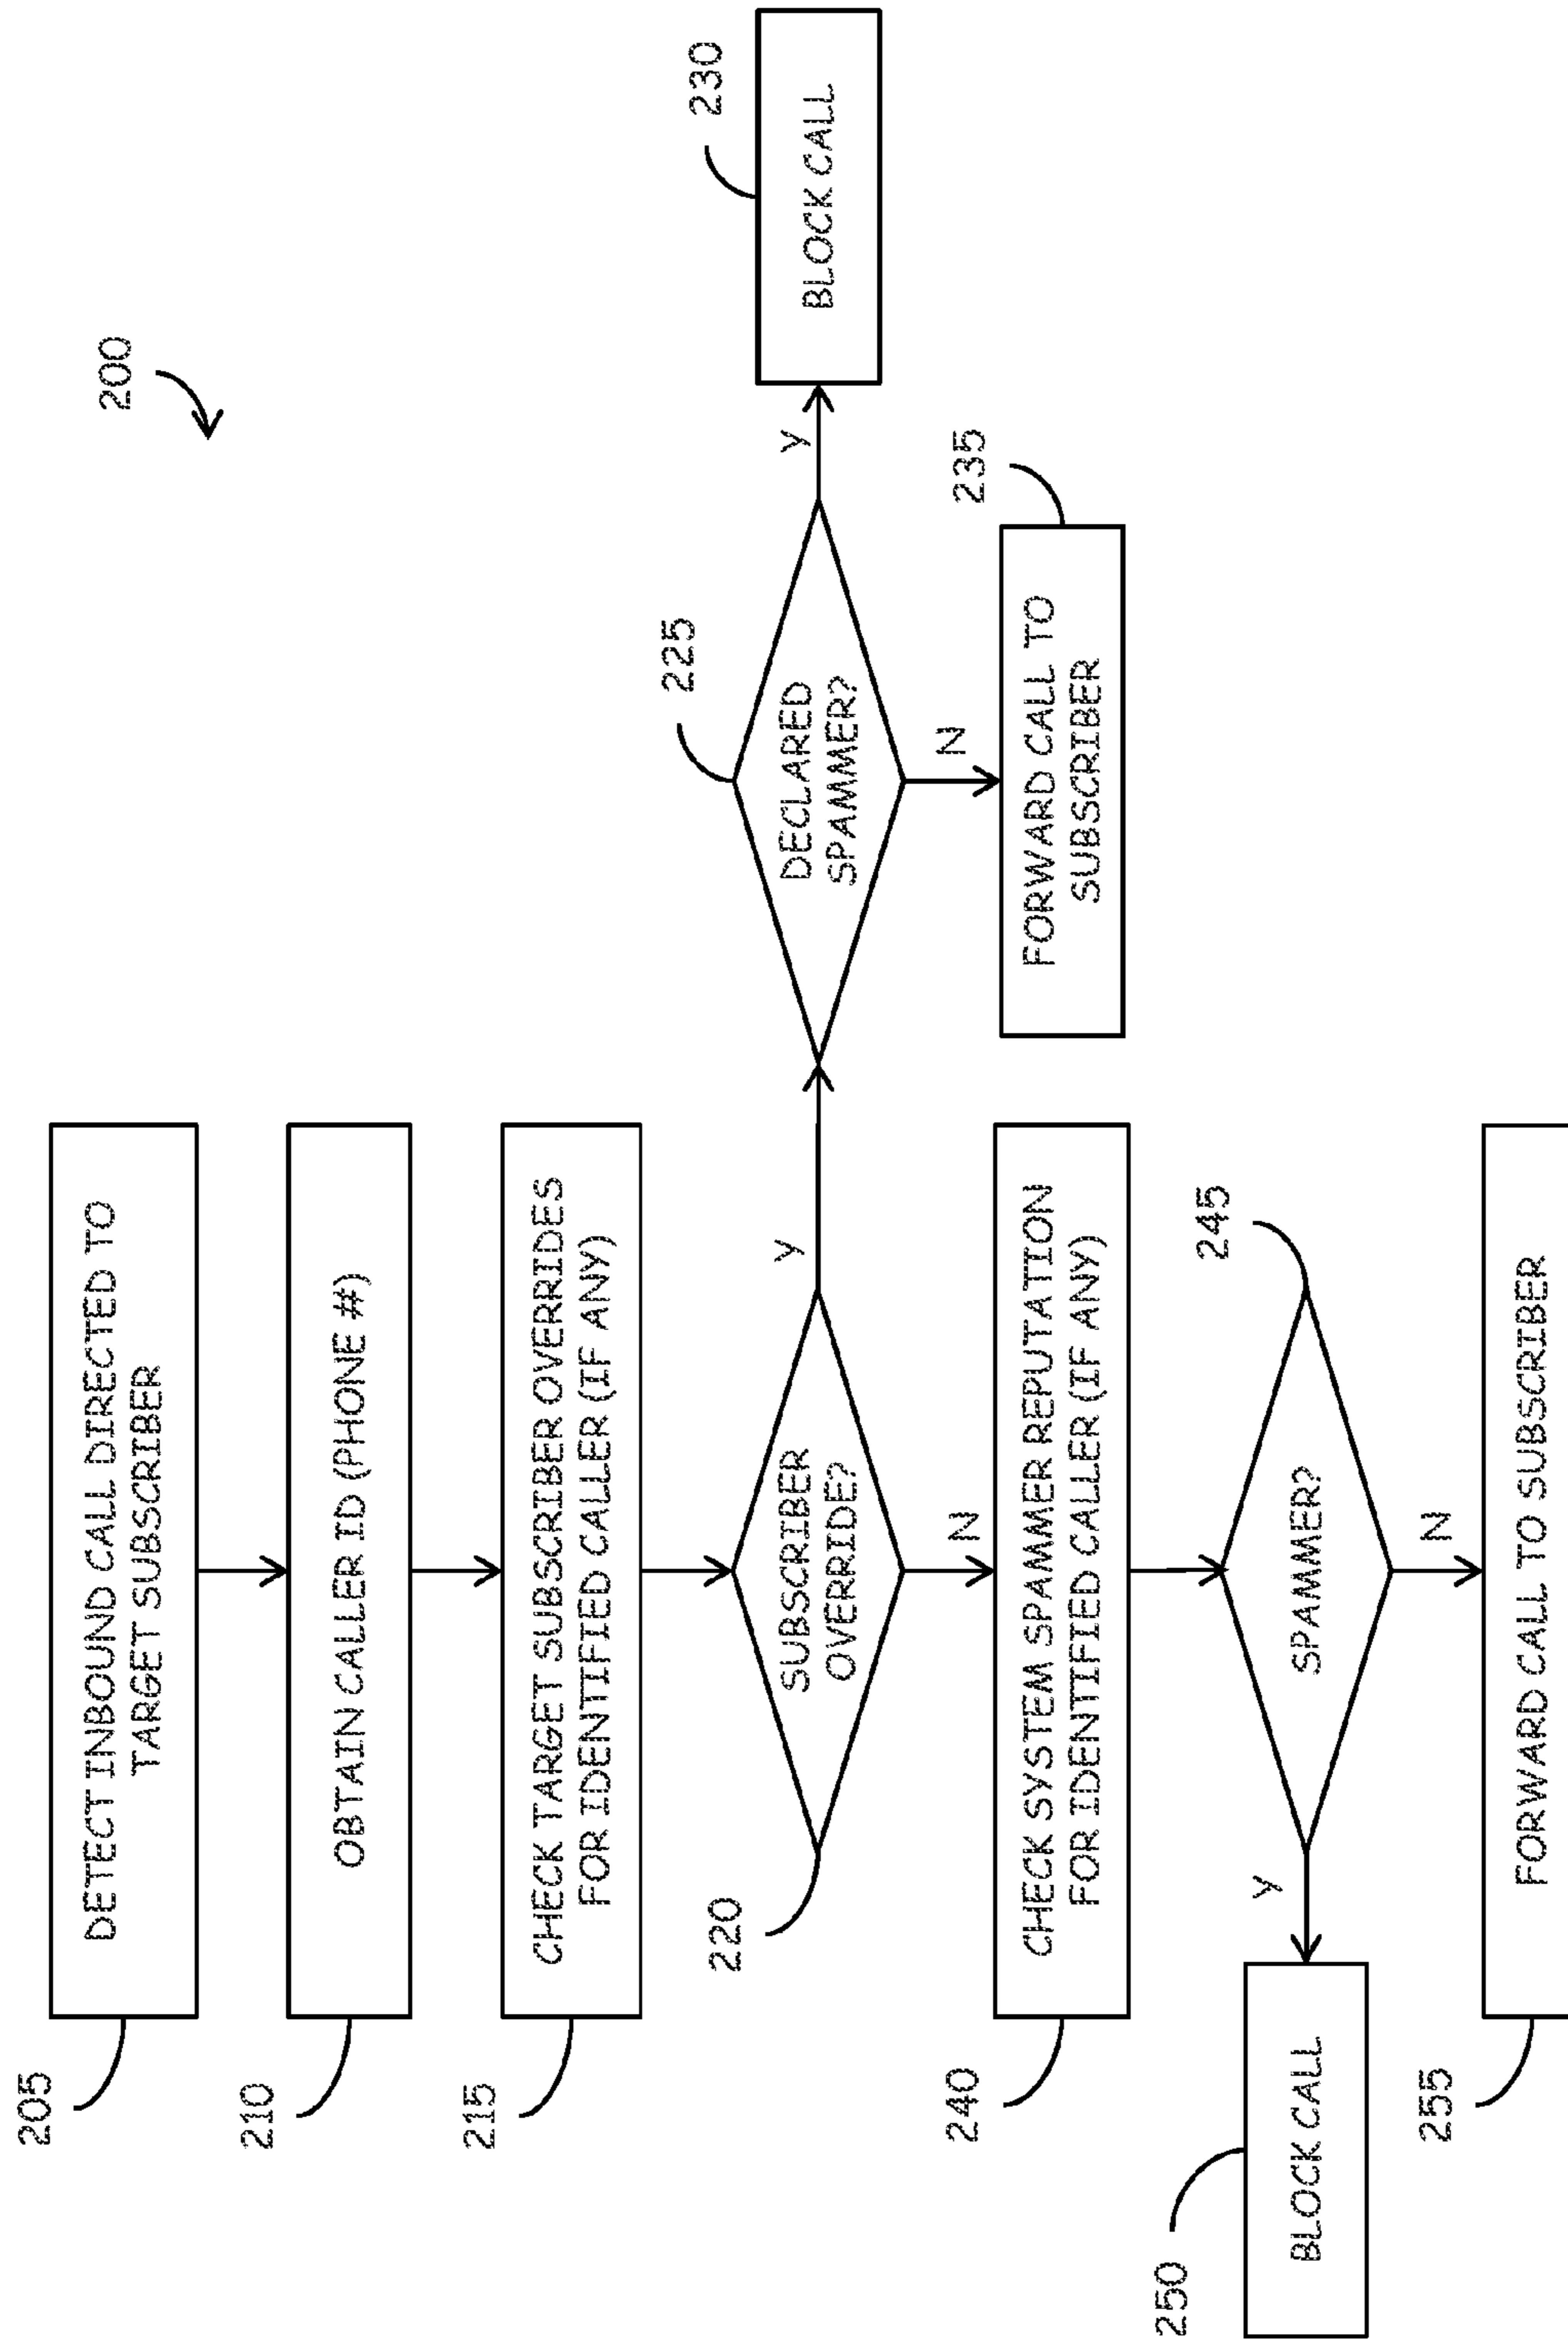 200
205
DETECT INBOUND CALL DIRECTED TO
TARGET SUBSCRIBER
210
OBTAIN CALLER ID (PHONE #)
215
CHECK TARGET SUBSCRIBER OVERRIDES
FOR IDENTIFIED CALLER (IF ANY)
220
SUBSCRIBER
OVERRIDE?
Y
225
DECLARED
SPAMMER?
Y
230
BLOCK CALL
N
235
FORWARD CALL TO
SUBSCRIBER
N
240
CHECK SYSTEM SPAMMER REPUTATION
FOR IDENTIFIED CALLER (IF ANY)
245
SPAMMER?
Y
250
BLOCK CALL
N
255
FORWARD CALL TO SUBSCRIBER